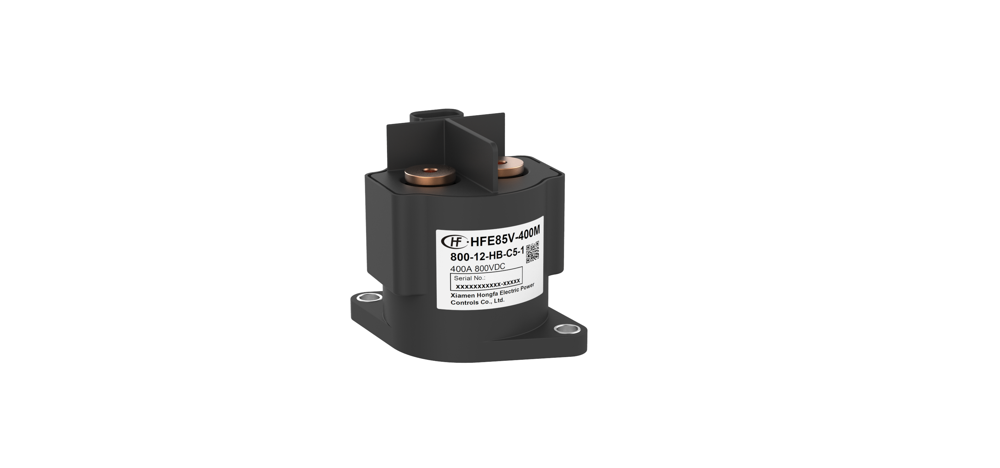 HF HFE85V-400M
800-12-HB-C5-1
400A 800VDC
Serial No.:
xxxxxxxxxxx-xxxxx
Xiamen Hongfa Electric Power
Controls Co., Ltd.